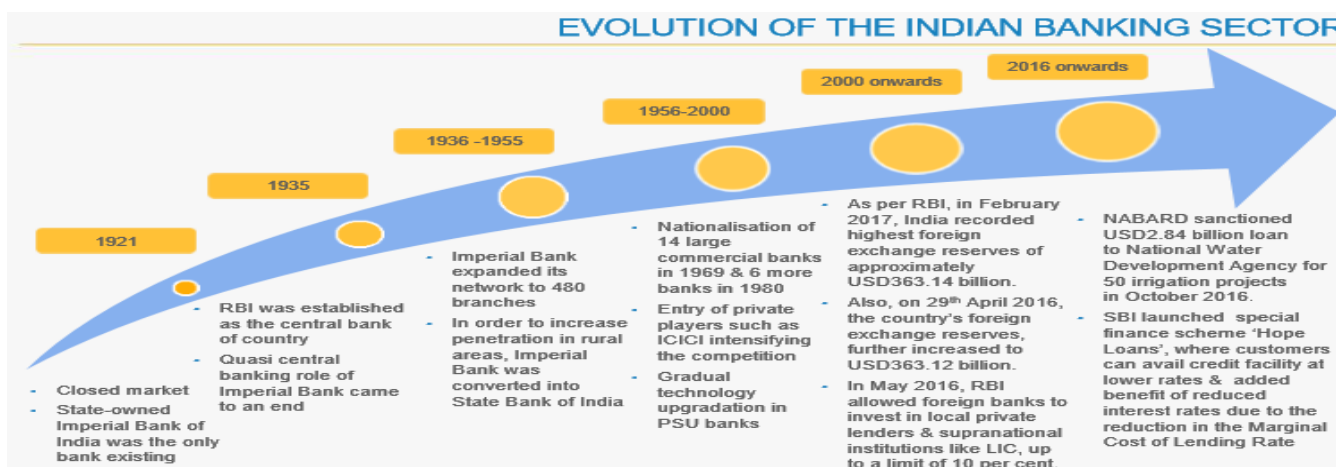 EVOLUTION OF THE INDIAN BANKING SECTOR
1921
- Closed market
- State-owned
Imperial Bank of
India was the only
bank existing
1935
- RBI was established
as the central bank
of country
- Quasi central
banking role of
Imperial Bank came
to an end
1936 -1955
- Imperial Bank
expanded its
network to 480
branches
- In order to increase
penetration in rural
areas, Imperial
Bank was
converted into
State Bank of India
1956-2000
- Nationalisation of
14 large
commercial banks
in 1969 & 6 more
banks in 1980
- Entry of private
players such as
ICICI intensifying
the competition
- Gradual
technology
upgradation in
PSU banks
2000 onwards
- As per RBI, in February
2017, India recorded
highest foreign
exchange reserves of
approximately
USD363.14 billion.
- Also, on 29th April 2016,
the country's foreign
exchange reserves,
further increased to
USD363.12 billion.
- In May 2016, RBI
allowed foreign banks to
invest in local private
lenders & supranational
institutions like LIC, up
to a limit of 10 per cent.
2016 onwards
- NABARD sanctioned
USD2.84 billion loan
to National Water
Development Agency for
50 irrigation projects
in October 2016.
- SBI launched special
finance scheme 'Hope
Loans', where customers
can avail credit facility at
lower rates & added
benefit of reduced
interest rates due to the
reduction in the Marginal
Cost of Lending Rate